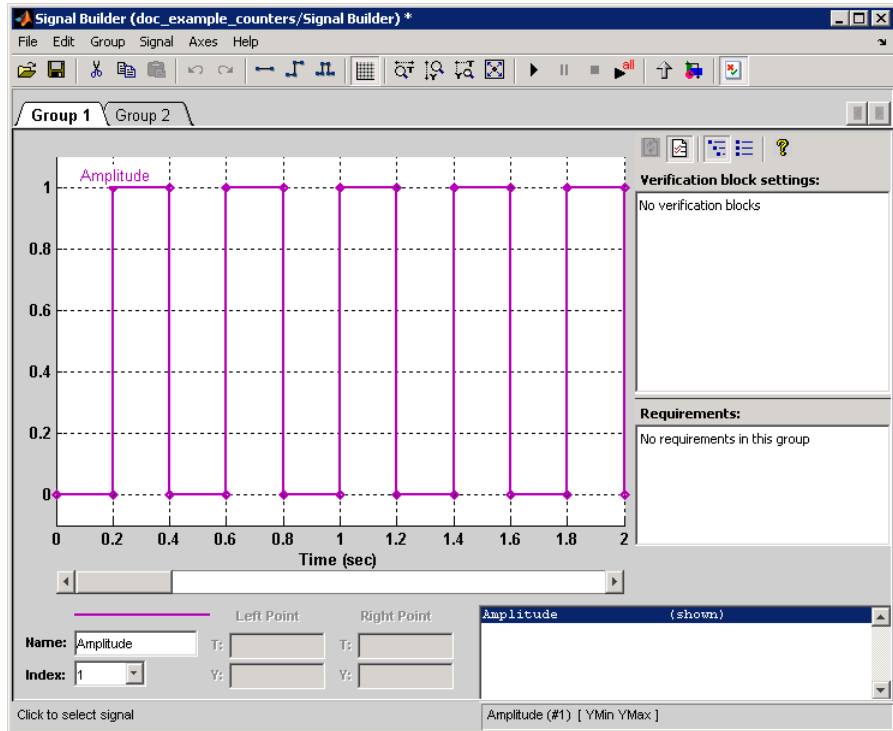 Signal Builder (doc_example_counters/Signal Builder) *
File Edit Group Signal Axes Help
all
Group 1 Group 2
Amplitude
1
0.8
0.6
0.4
0.2
0
0 0.2 0.4 0.6 0.8 1 1.2 1.4 1.6 1.8 2
Time (sec)
Verification block settings:
No verification blocks
Requirements:
No requirements in this group
Left Point Right Point
Name: Amplitude T: T:
Index: 1 Y: Y:
Amplitude (shown)
Click to select signal
Amplitude (#1) [ YMin YMax ]